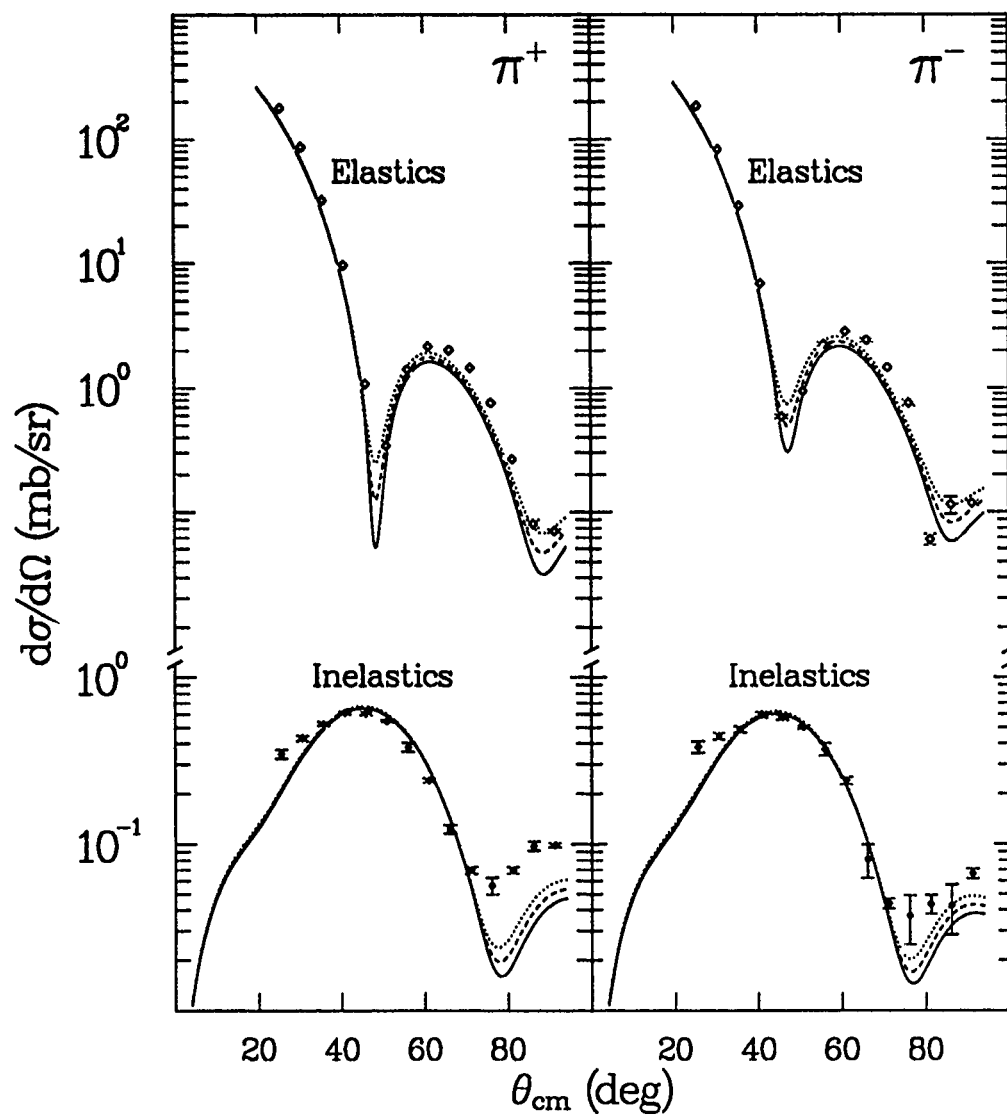 π⁺ π⁻
Elastics Elastics
10²
10¹
10⁰
dσ/dΩ (mb/sr)
Inelastics Inelastics
10⁰
10⁻¹
20 40 60 80 20 40 60 80
θcm (deg)